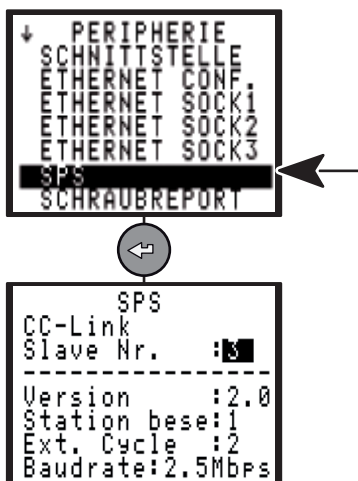 PERIPHERIE
SCHNITTSTELLE
ETHERNET CONF.
ETHERNET SOCK1
ETHERNET SOCK2
ETHERNET SOCK3
SPS
SCHRAUBREPORT
SPS
CC-Link
Slave Nr. :3
Version :2.0
Station bese:1
Ext. Cycle :2
Baudrate:2.5Mbps